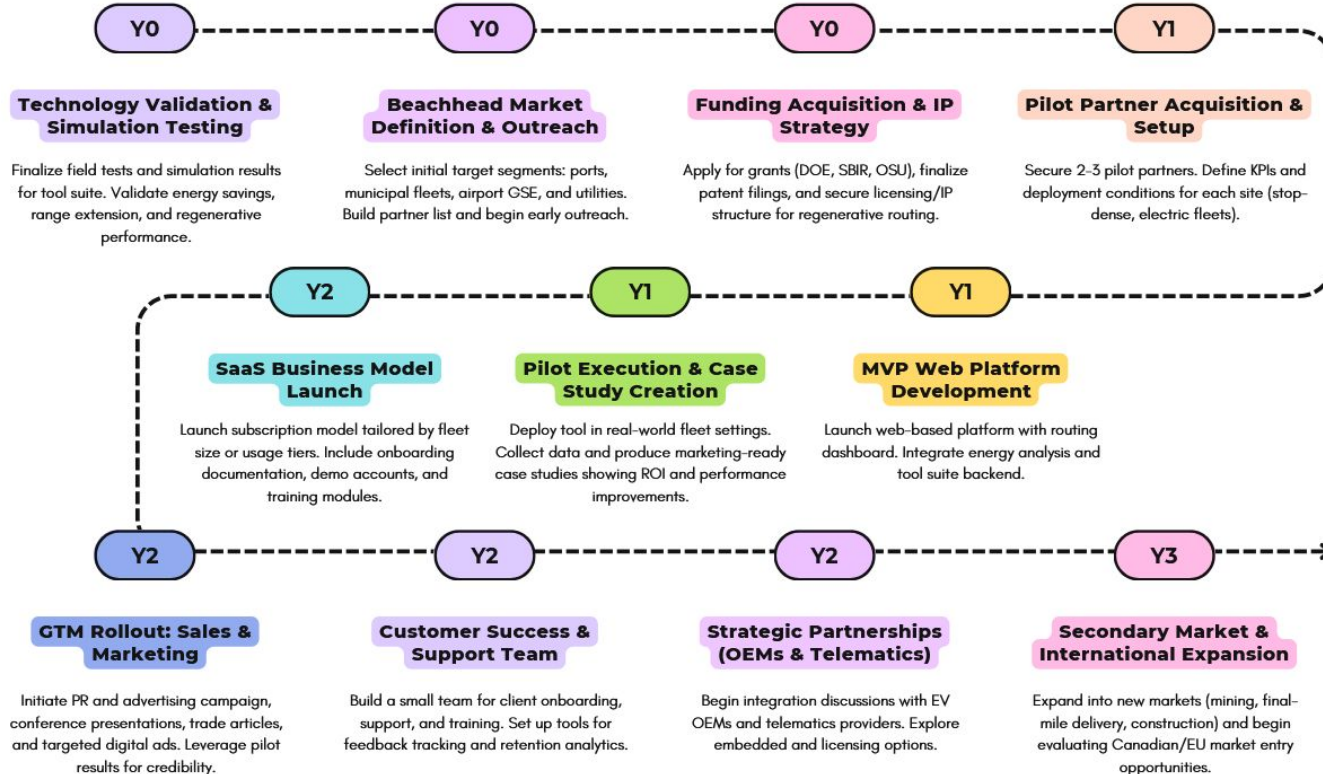 Y0
Technology Validation &
Simulation Testing
Finalize field tests and simulation results
for tool suite. Validate energy savings,
range extension, and regenerative
performance.
Y0
Beachhead Market
Definition & Outreach
Select initial target segments: ports,
municipal fleets, airport GSE, and utilities.
Build partner list and begin early outreach.
Y0
Funding Acquisition & IP
Strategy
Apply for grants (DOE, SBIR, OSU), finalize
patent filings, and secure licensing/IP
structure for regenerative routing.
Y1
Pilot Partner Acquisition &
Setup
Secure 2-3 pilot partners. Define KPIs and
deployment conditions for each site (stop-
dense, electric fleets).
Y1
MVP Web Platform
Development
Launch web-based platform with routing
dashboard. Integrate energy analysis and
tool suite backend.
Y1
Pilot Execution & Case
Study Creation
Deploy tool in real-world fleet settings.
Collect data and produce marketing-ready
case studies showing ROI and performance
improvements.
Y2
SaaS Business Model
Launch
Launch subscription model tailored by fleet
size or usage tiers. Include onboarding
documentation, demo accounts, and
training modules.
Y2
GTM Rollout: Sales &
Marketing
Initiate PR and advertising campaign,
conference presentations, trade articles,
and targeted digital ads. Leverage pilot
results for credibility.
Y2
Customer Success &
Support Team
Build a small team for client onboarding,
support, and training. Set up tools for
feedback tracking and retention analytics.
Y2
Strategic Partnerships
(OEMs & Telematics)
Begin integration discussions with EV
OEMs and telematics providers. Explore
embedded and licensing options.
Y3
Secondary Market &
International Expansion
Expand into new markets (mining, final-
mile delivery, construction) and begin
evaluating Canadian/EU market entry
opportunities.